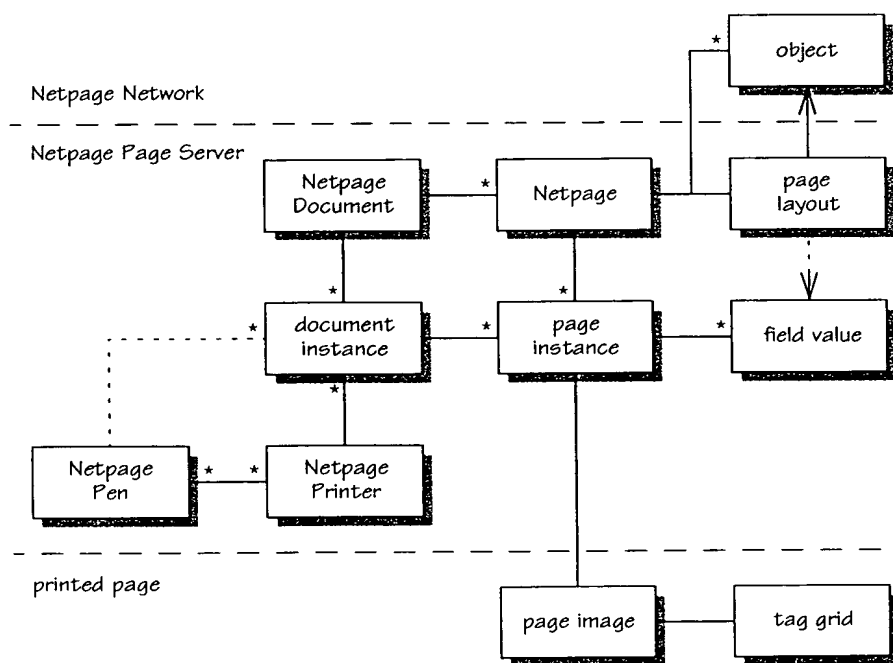 *
object
Netpage Network
Netpage Page Server
Netpage
Document
*
Netpage
page
layout
*
*
*
document
instance
*
page
instance
*
field value
*
Netpage
Pen
*
*
Netpage
Printer
printed page
page image
tag grid